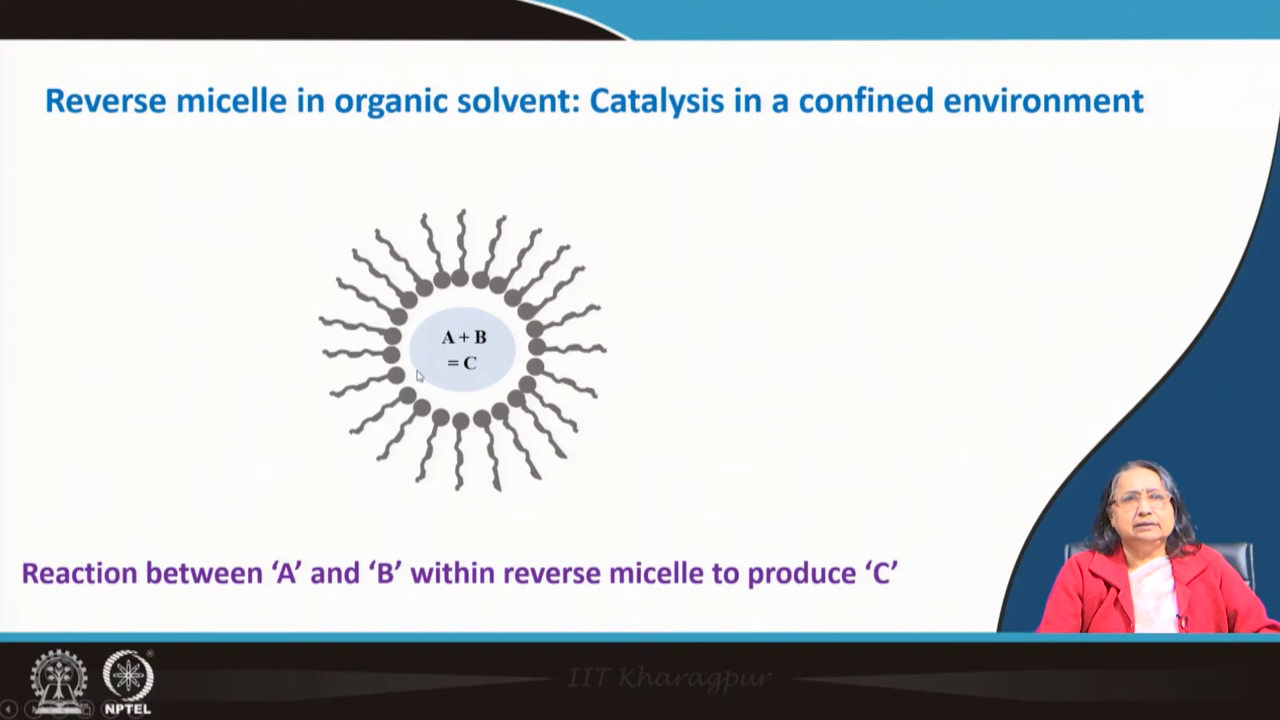 Reverse micelle in organic solvent: Catalysis in a confined environment
A + B
= C
Reaction between ‘A’ and ‘B’ within reverse micelle to produce ‘C’
IIT Kharagpur
NPTEL